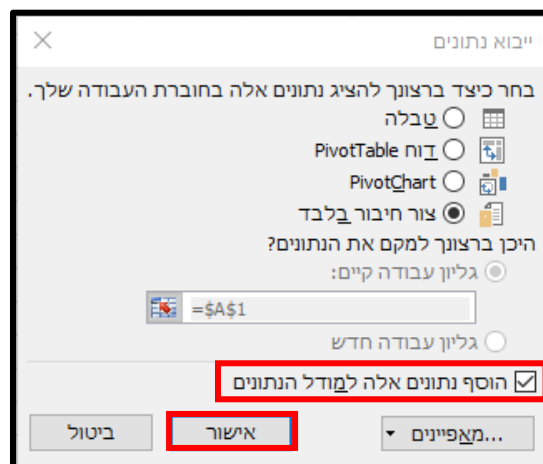 ייבוא נתונים
בחר כיצד ברצונך להציג נתונים אלה בחוברת העבודה שלך.
טבלה
דוח PivotTable
PivotChart
צור חיבור בלבד
היכן ברצונך למקם את הנתונים?
גליון עבודה קיים:
=$A$1
גליון עבודה חדש
הוסף נתונים אלה למודל הנתונים
מאפיינים... אישור ביטול